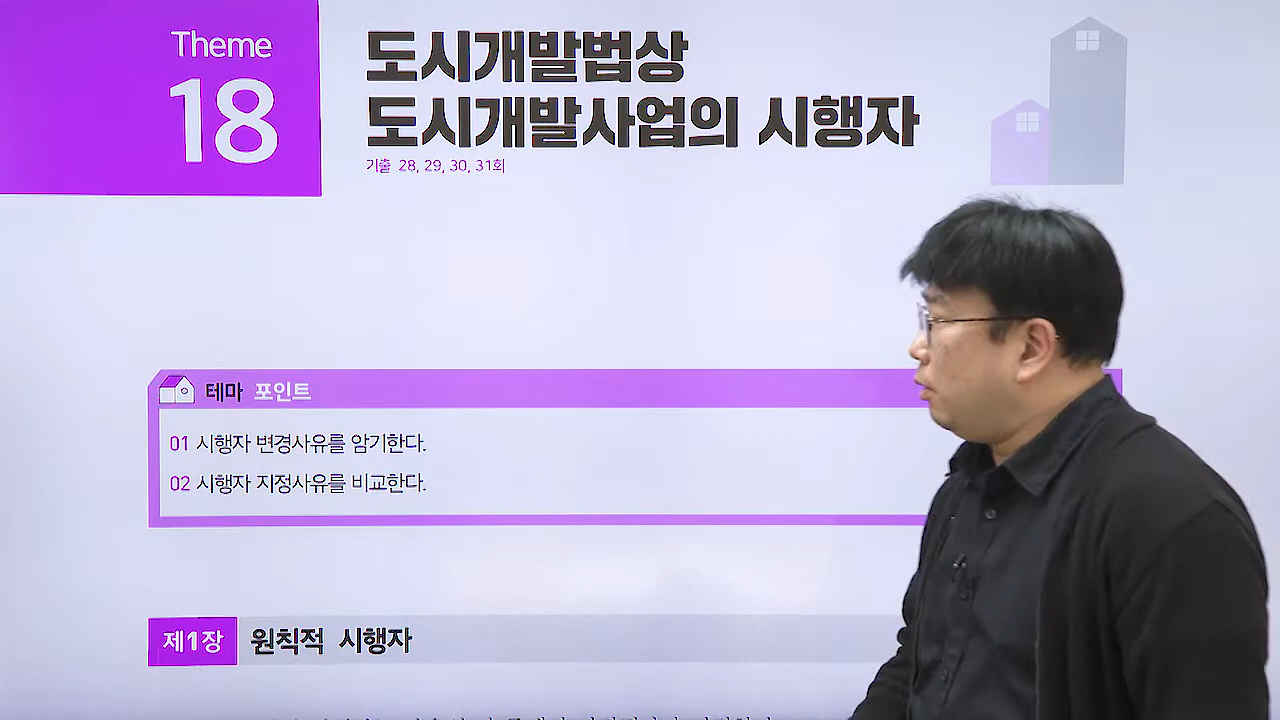 Theme
18
도시개발법상
도시개발사업의 시행자
기출 28, 29, 30, 31회
테마 포인트
01 시행자 변경사유를 암기한다.
02 시행자 지정사유를 비교한다.
제1장 원칙적 시행자